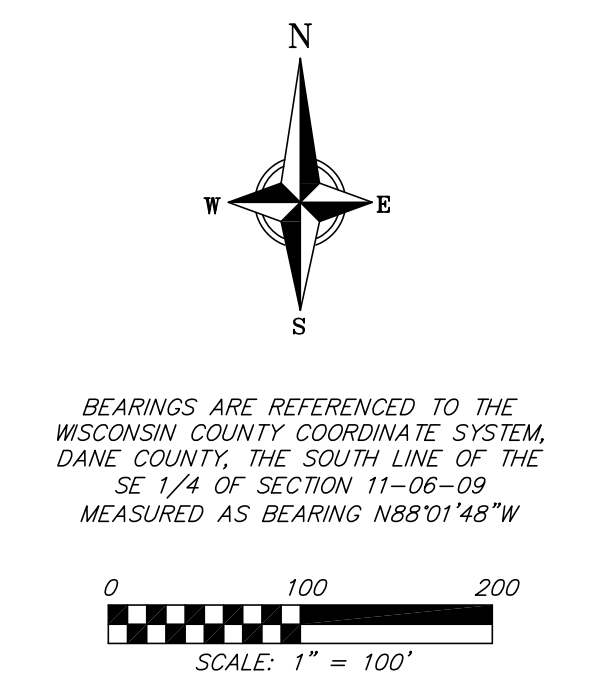 N
W E
S
BEARINGS ARE REFERENCED TO THE
WISCONSIN COUNTY COORDINATE SYSTEM,
DANE COUNTY, THE SOUTH LINE OF THE
SE 1/4 OF SECTION 11-06-09
MEASURED AS BEARING N88°01'48"W
0 100 200
SCALE: 1" = 100'